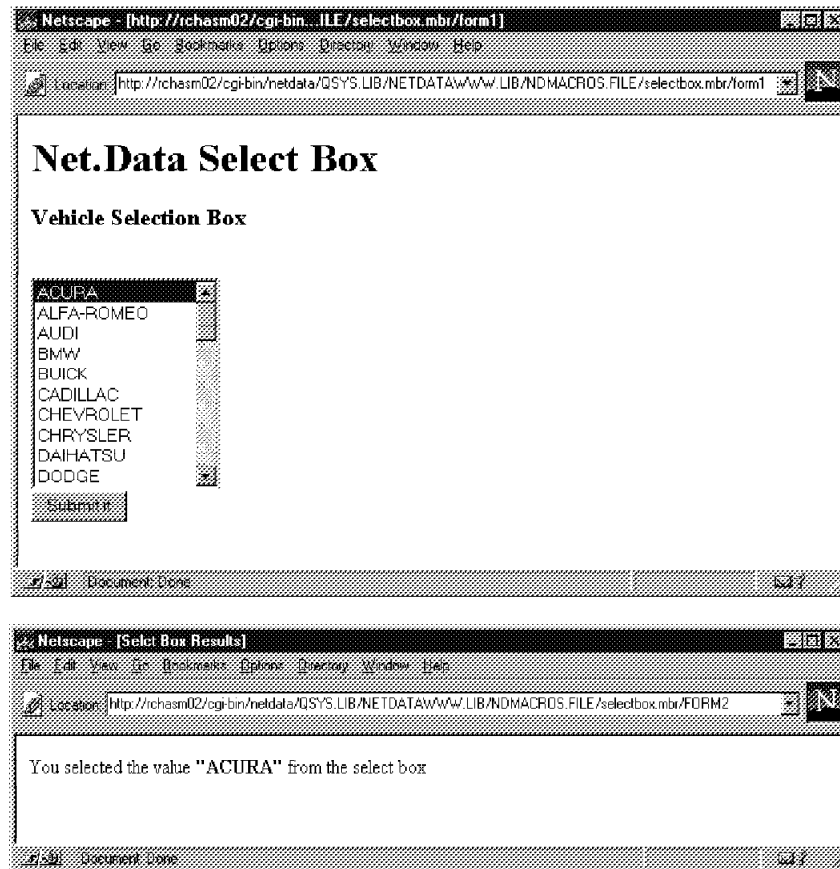 Netscape - [http://rchasm02/cgi-bin...ILE/selectbox.mbr/form1]
File Edit View Go Bookmarks Options Directory Window Help
Location: http://rchasm02/cgi-bin/netdata/QSYS.LIB/NETDATAWWW.LIB/NDMACROS.FILE/selectbox.mbr/form1 N
Net.Data Select Box
Vehicle Selection Box
ACURA
ALFA-ROMEO
AUDI
BMW
BUICK
CADILLAC
CHEVROLET
CHRYSLER
DAIHATSU
DODGE
Submit it
Document: Done
Netscape - [Selct Box Results]
File Edit View Go Bookmarks Options Directory Window Help
Location: http://rchasm02/cgi-bin/netdata/QSYS.LIB/NETDATAWWW.LIB/NDMACROS.FILE/selectbox.mbr/FORM2 N
You selected the value "ACURA" from the select box
Document: Done